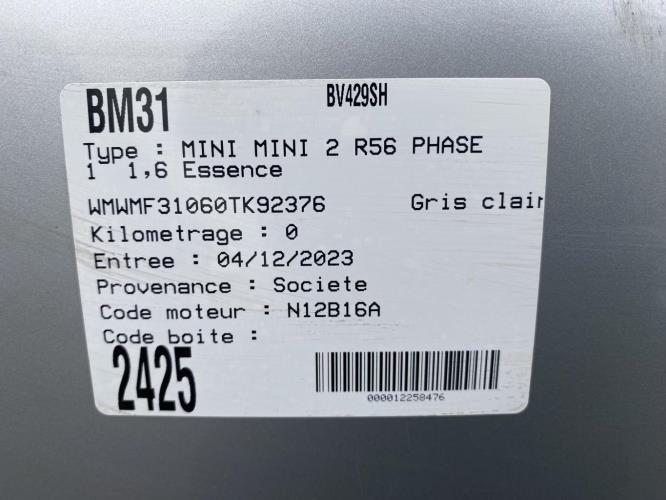 BM31 BV429SH
Type : MINI MINI 2 R56 PHASE
1 1,6 Essence
WMWMF31060TK92376 Gris clair
Kilometrage : 0
Entree : 04/12/2023
Provenance : Societe
Code moteur : N12B16A
Code boite :
2425
000012258476